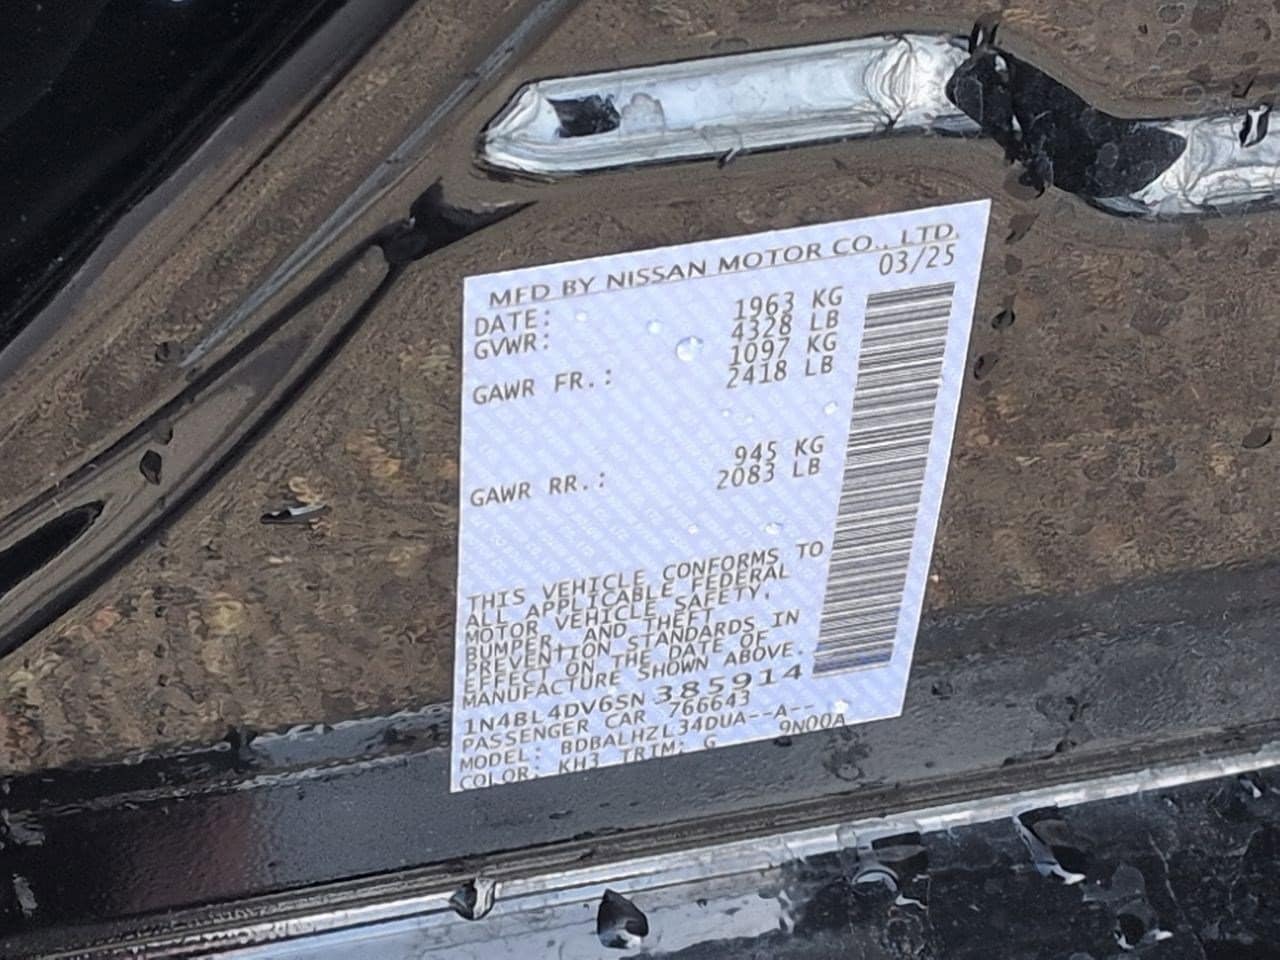 MFD BY NISSAN MOTOR CO., LTD.
DATE: 03/25
GVWR: 1963 KG
4328 LB
GAWR FR.: 1097 KG
2418 LB
GAWR RR.: 945 KG
2083 LB
THIS VEHICLE CONFORMS TO
ALL APPLICABLE FEDERAL
MOTOR VEHICLE SAFETY,
BUMPER, AND THEFT
PREVENTION STANDARDS IN
EFFECT ON THE DATE OF
MANUFACTURE SHOWN ABOVE.
1N4BL4DV6SN385914
PASSENGER CAR 766643
MODEL: BDBALHZL34DUA--A--
COLOR: KH3 TRIM: G 9N00A